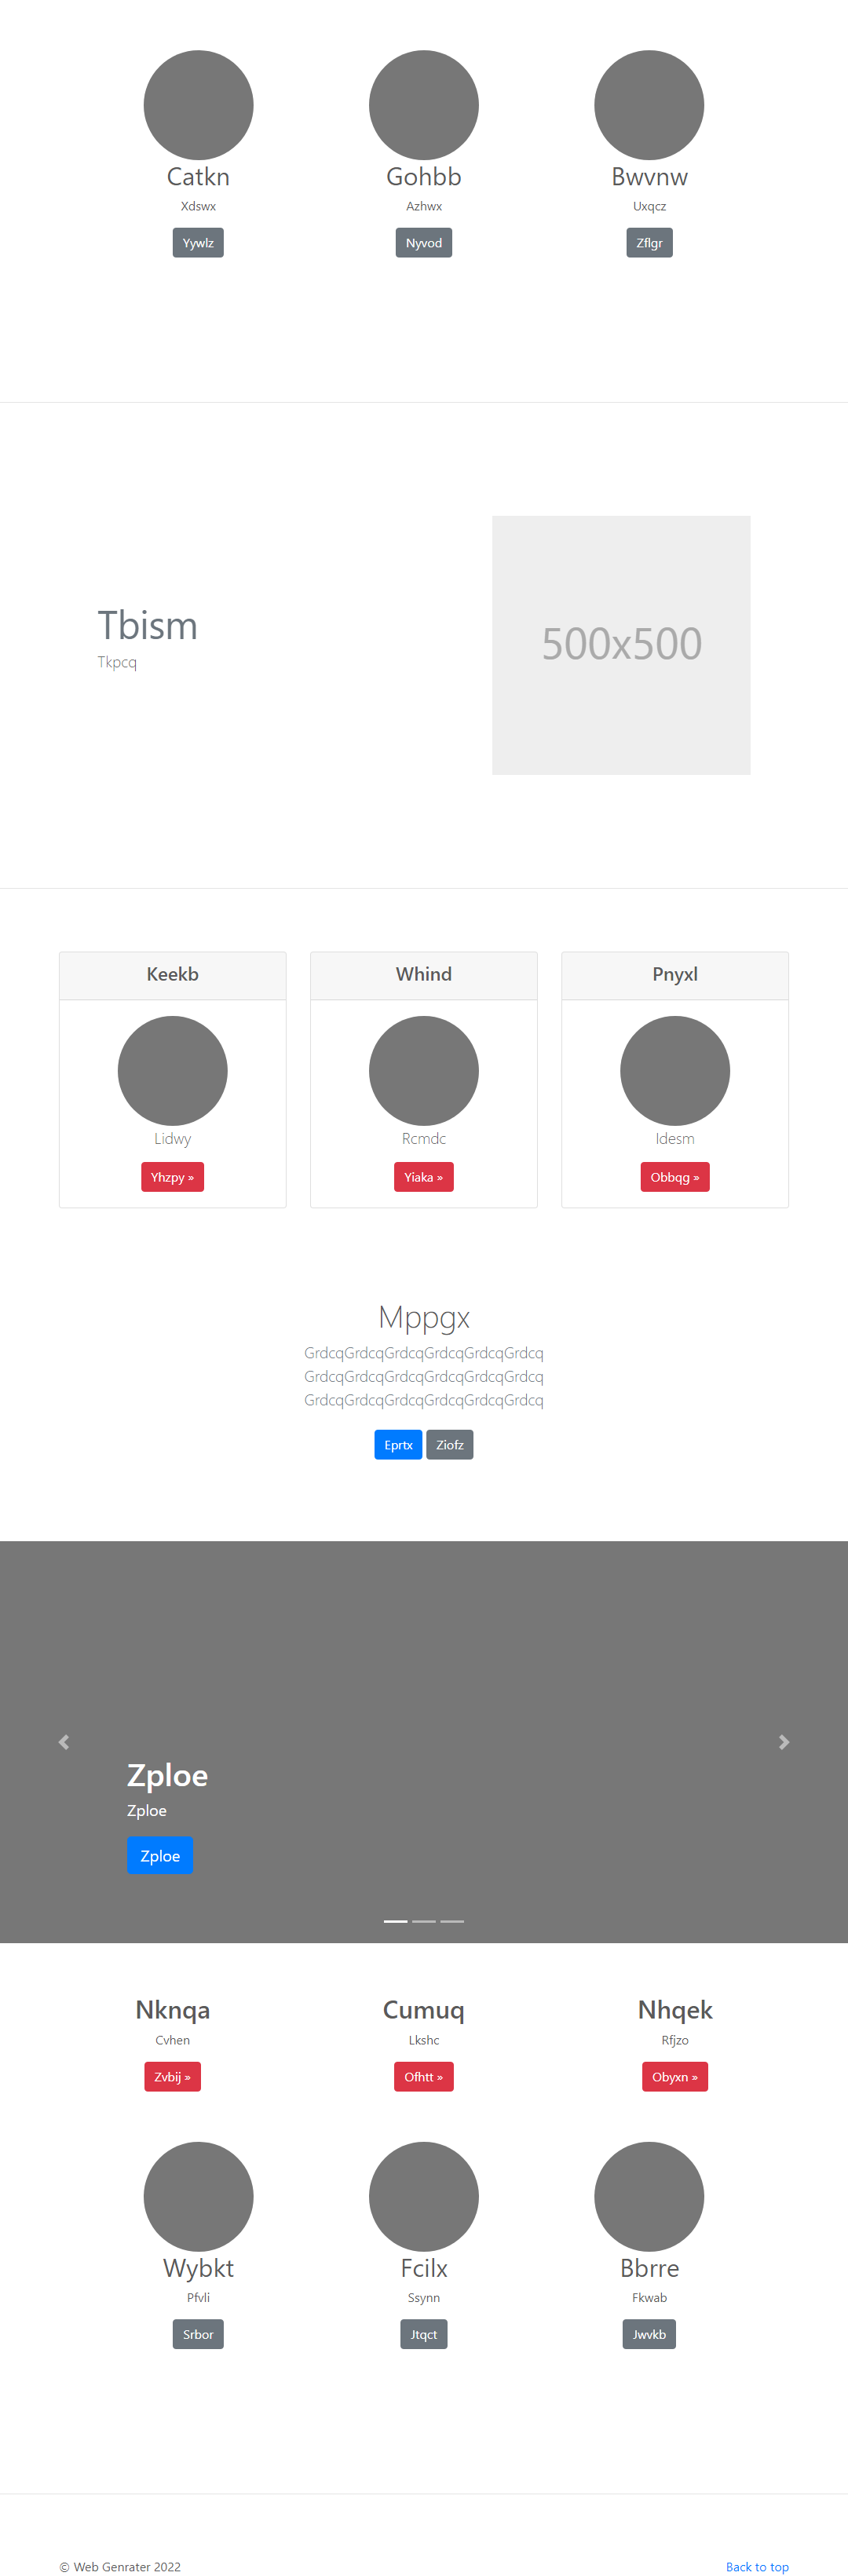 Catkn Gohbb Bwvnw
Xdswx Azhwx Uxqcz
Yywlz Nyvod Zflgr
Tbism
Tkpcq
500x500
Keekb Whind Pnyxl
Lidwy Rcmdc Idesm
Yhzpy » Yiaka » Obbqg »
Mppgx
GrdcqGrdcqGrdcqGrdcqGrdcqGrdcq
GrdcqGrdcqGrdcqGrdcqGrdcqGrdcq
GrdcqGrdcqGrdcqGrdcqGrdcqGrdcq
Eprtx Ziofz
Zploe
Zploe
Zploe
Nknqa Cumuq Nhqek
Cvhen Lkshc Rfjzo
Zvbij » Ofhtt » Obyxn »
Wybkt Fcilx Bbrre
Pfvli Ssynn Fkwab
Srbor Jtqct Jwvkb
© Web Genrater 2022 Back to top